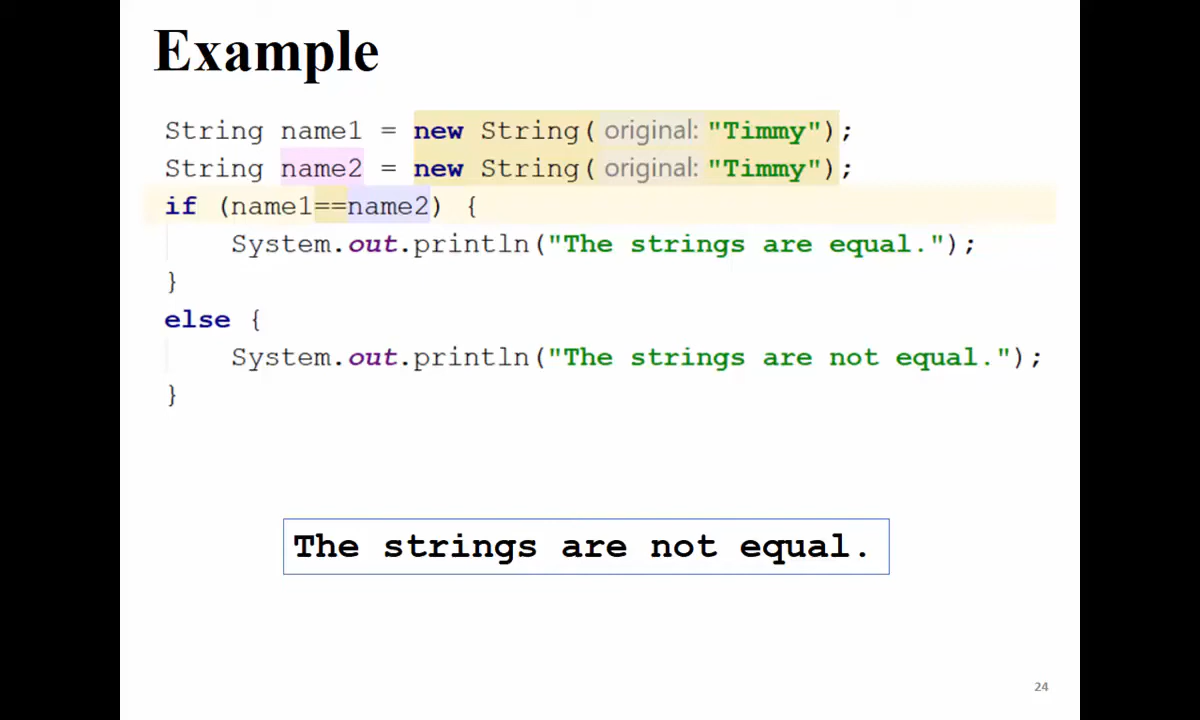 Example
String name1 = new String( original: "Timmy");
String name2 = new String( original: "Timmy");
if (name1==name2) {
System.out.println("The strings are equal.");
}
else {
System.out.println("The strings are not equal.");
}
The strings are not equal.
24